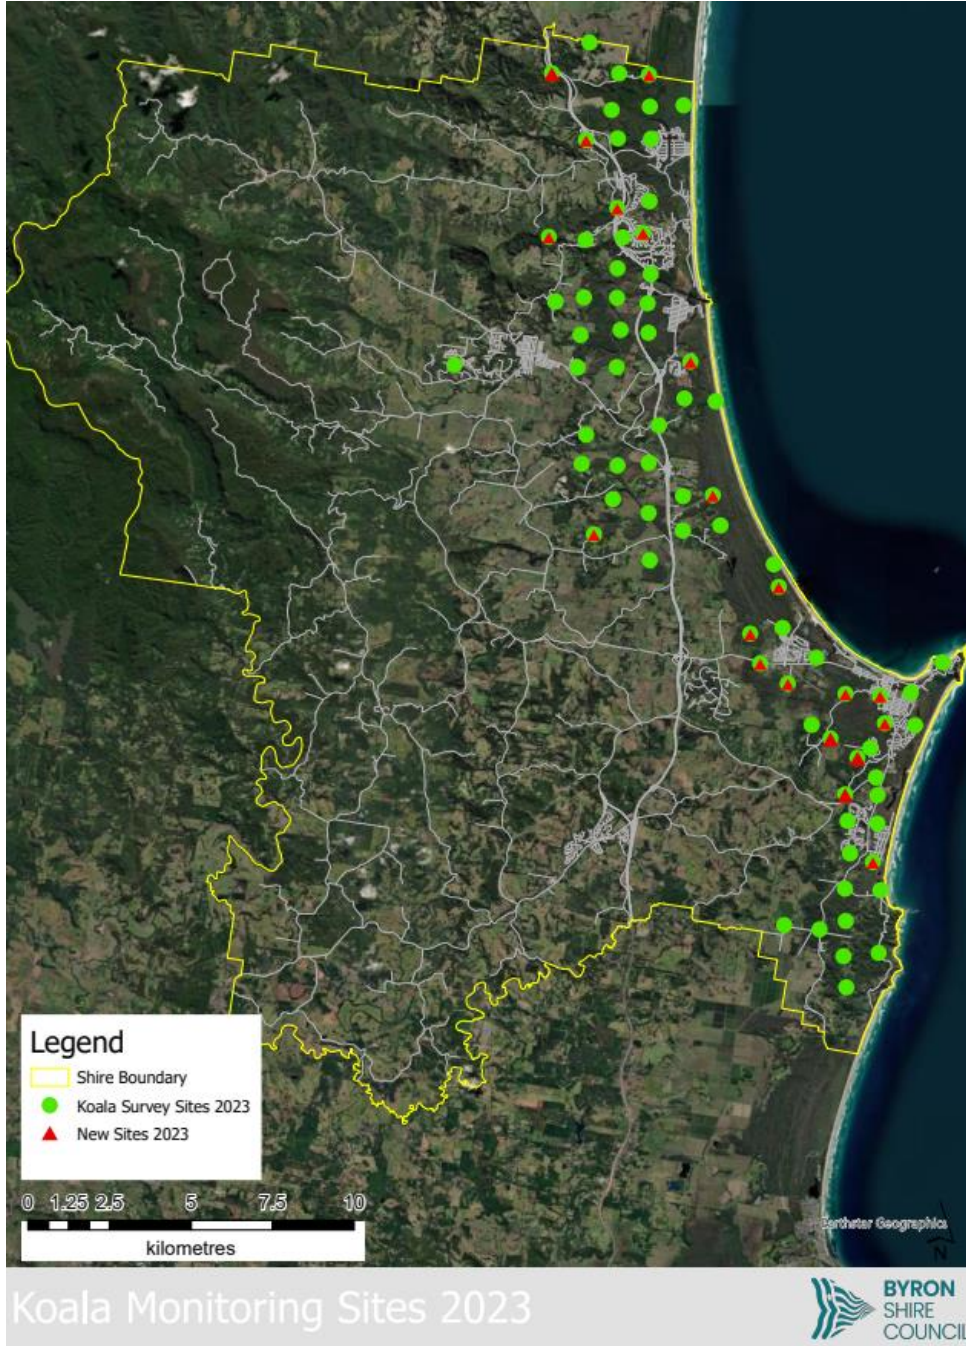 Legend
Shire Boundary
Koala Survey Sites 2023
New Sites 2023
0 1.25 2.5 5 7.5 10
kilometres
Earthstar Geographics
N
Koala Monitoring Sites 2023
BYRON
SHIRE
COUNCIL